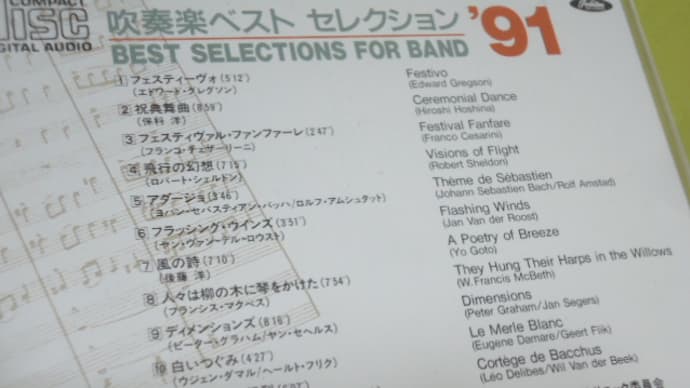 COMPACT
DISC
DIGITAL AUDIO
吹奏楽ベスト セレクション '91
BEST SELECTIONS FOR BAND
1 フェスティーヴォ(5'12")
(エドワード・グレグソン)
Festivo
(Edward Gregson)
2 祝典舞曲(8'59")
(保科 洋)
Ceremonial Dance
(Hiroshi Hoshina)
3 フェスティヴァル・ファンファーレ(2'47")
(フランコ・チェザーリーニ)
Festival Fanfare
(Franco Cesarini)
4 飛行の幻想(7'15")
(ロバート・シェルドン)
Visions of Flight
(Robert Sheldon)
5 アダージョ(3'46")
(ヨハン・セバスティアン・バッハ/ロルフ・アムシュタット)
Thème de Sébastien
(Johann Sebastien Bach/Rolf Amstad)
6 フラッシング・ウインズ(3'51")
(ヤン・ヴァン=デル=ロウスト)
Flashing Winds
(Jan Van der Roost)
7 風の詩(7'10")
(後藤 洋)
A Poetry of Breeze
(Yo Goto)
8 人々は柳の木に琴をかけた(7'54")
(フランシス・マクベス)
They Hung Their Harps in the Willows
(W. Francis McBeth)
9 ディメンションズ(8'16")
(ピーター・グラハム/ヤン・セヘルス)
Dimensions
(Peter Graham/Jan Segers)
10 白いつぐみ(4'27")
(ウジェン・ダマル/ヘールト・フリク)
Le Merle Blanc
(Eugène Damare/Geert Flik)
Cortège de Bacchus
(Léo Delibes/Wil Van der Beek)